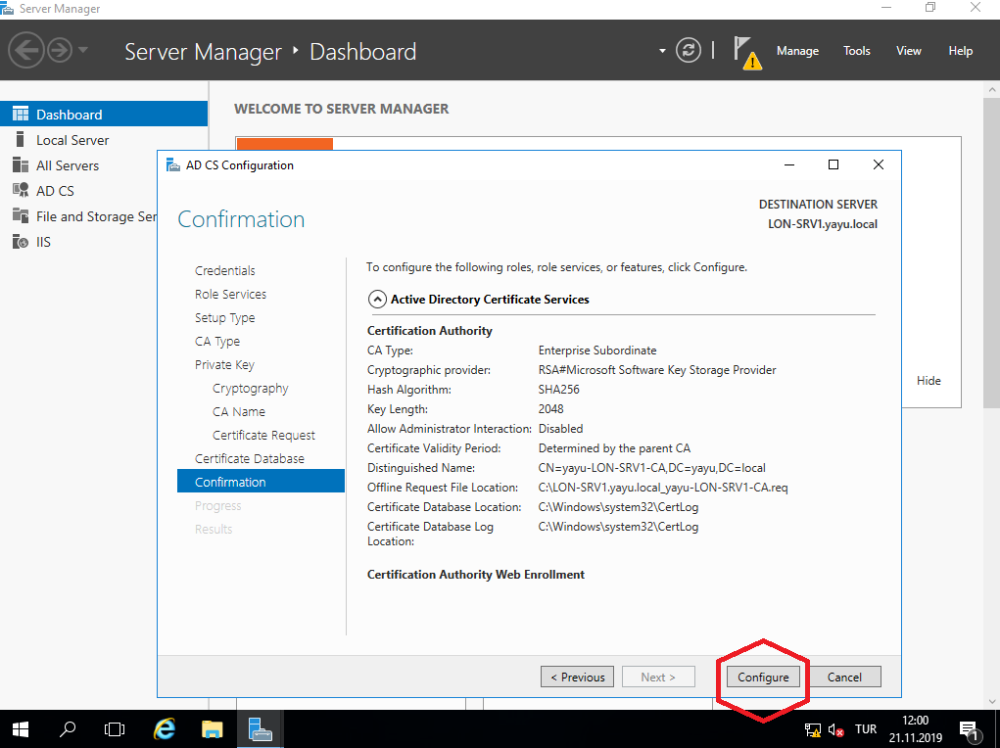 Server Manager
Server Manager ‣ Dashboard
Manage Tools View Help
Dashboard
Local Server
All Servers
AD CS
File and Storage Ser
IIS
WELCOME TO SERVER MANAGER
Hide
AD CS Configuration
Confirmation
DESTINATION SERVER
LON-SRV1.yayu.local
Credentials
Role Services
Setup Type
CA Type
Private Key
Cryptography
CA Name
Certificate Request
Certificate Database
Confirmation
Progress
Results
To configure the following roles, role services, or features, click Configure.
Active Directory Certificate Services
Certification Authority
CA Type: Enterprise Subordinate
Cryptographic provider: RSA#Microsoft Software Key Storage Provider
Hash Algorithm: SHA256
Key Length: 2048
Allow Administrator Interaction: Disabled
Certificate Validity Period: Determined by the parent CA
Distinguished Name: CN=yayu-LON-SRV1-CA,DC=yayu,DC=local
Offline Request File Location: C:\LON-SRV1.yayu.local_yayu-LON-SRV1-CA.req
Certificate Database Location: C:\Windows\system32\CertLog
Certificate Database Log C:\Windows\system32\CertLog
Location:
Certification Authority Web Enrollment
< Previous Next > Configure Cancel
TUR
12:00
21.11.2019
1